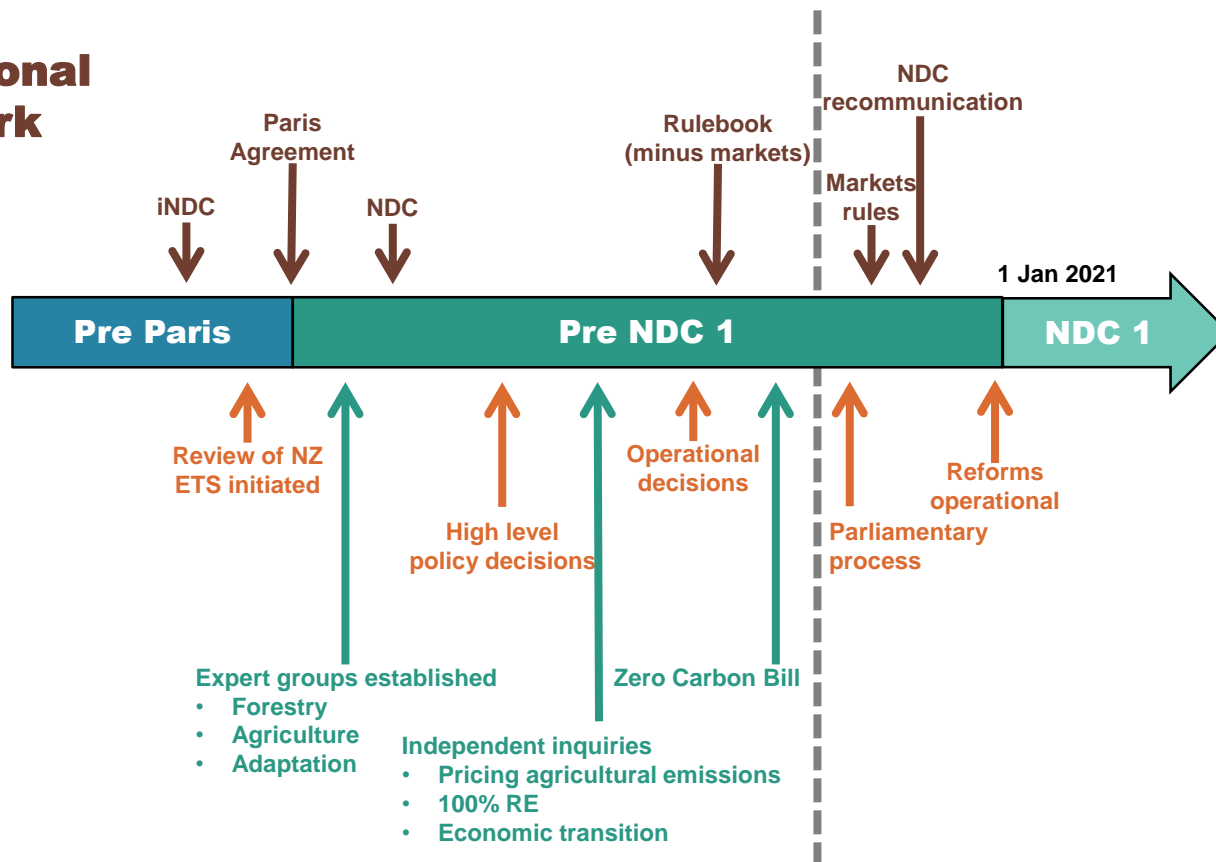 NDC
recommunication
Paris
Agreement
Rulebook
(minus markets)
Markets
rules
iNDC
NDC
1 Jan 2021
Pre Paris
Pre NDC 1
NDC 1
Review of NZ
ETS initiated
High level
policy decisions
Operational
decisions
Parliamentary
process
Reforms
operational
Expert groups established
• Forestry
• Agriculture
• Adaptation
Independent inquiries
• Pricing agricultural emissions
• 100% RE
• Economic transition
Zero Carbon Bill